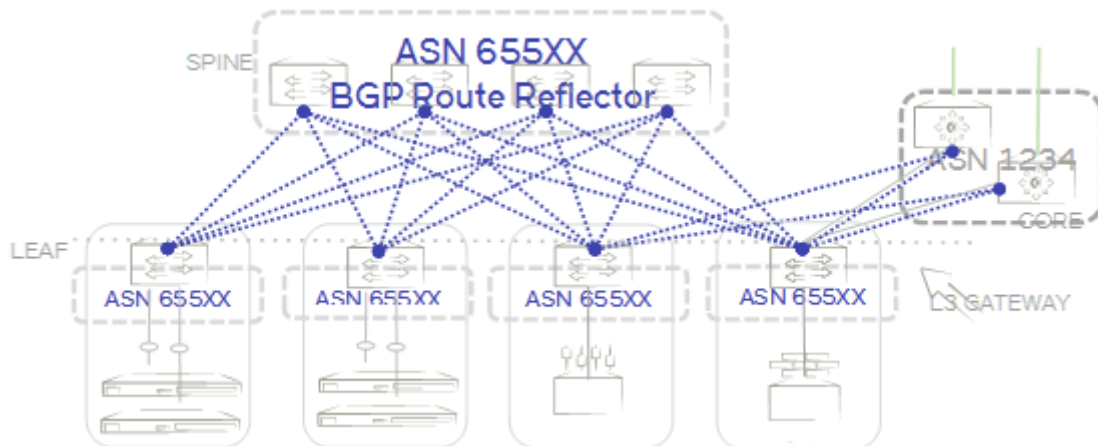 ASN 655XX
SPINE
BGP Route Reflector
ASN 1234
CORE
LEAF
ASN 655XX
ASN 655XX
ASN 655XX
ASN 655XX
L3 GATEWAY